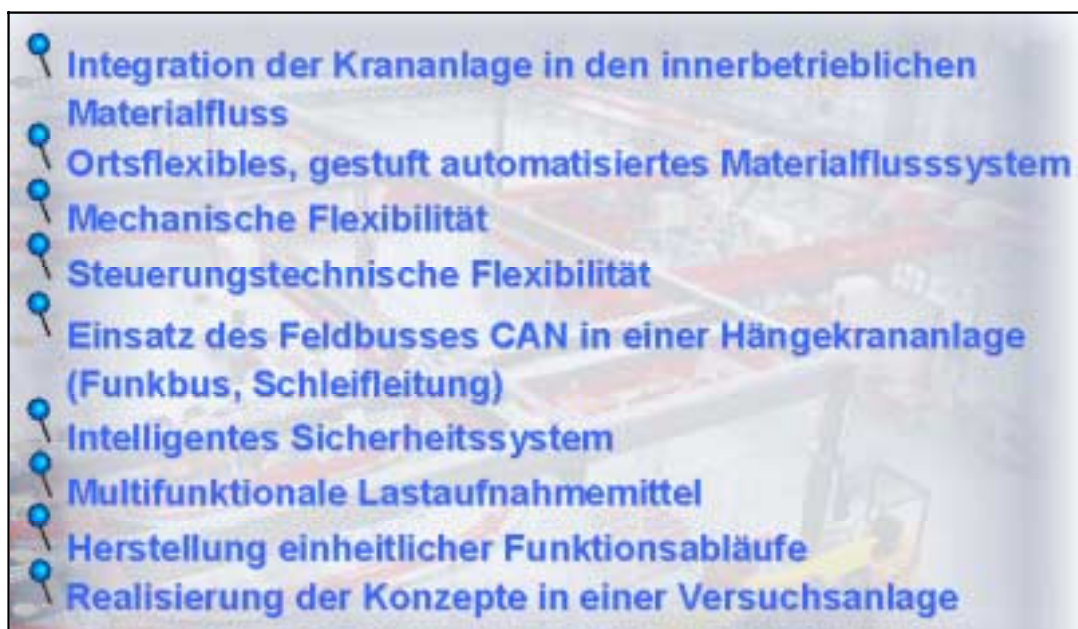 Integration der Krananlage in den innerbetrieblichen
Materialfluss
Ortsflexibles, gestuft automatisiertes Materialflusssystem
Mechanische Flexibilität
Steuerungstechnische Flexibilität
Einsatz des Feldbusses CAN in einer Hängekrananlage
(Funkbus, Schleifleitung)
Intelligentes Sicherheitssystem
Multifunktionale Lastaufnahmemittel
Herstellung einheitlicher Funktionsabläufe
Realisierung der Konzepte in einer Versuchsanlage